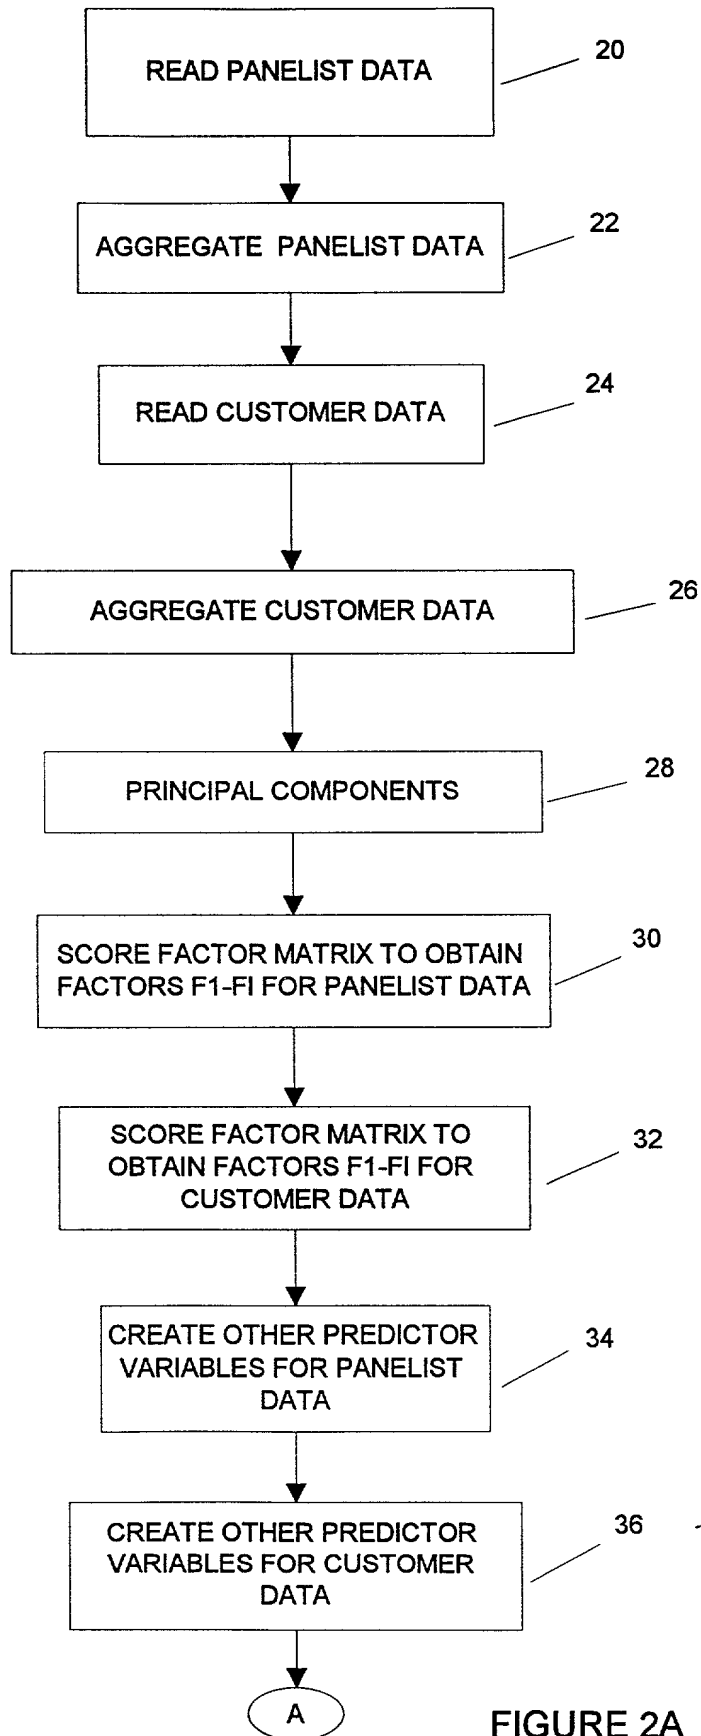 READ PANELIST DATA
20
AGGREGATE PANELIST DATA
22
READ CUSTOMER DATA
24
AGGREGATE CUSTOMER DATA
26
PRINCIPAL COMPONENTS
28
SCORE FACTOR MATRIX TO OBTAIN
FACTORS F1-FI FOR PANELIST DATA
30
SCORE FACTOR MATRIX TO
OBTAIN FACTORS F1-FI FOR
CUSTOMER DATA
32
CREATE OTHER PREDICTOR
VARIABLES FOR PANELIST
DATA
34
CREATE OTHER PREDICTOR
VARIABLES FOR CUSTOMER
DATA
36
A
FIGURE 2A